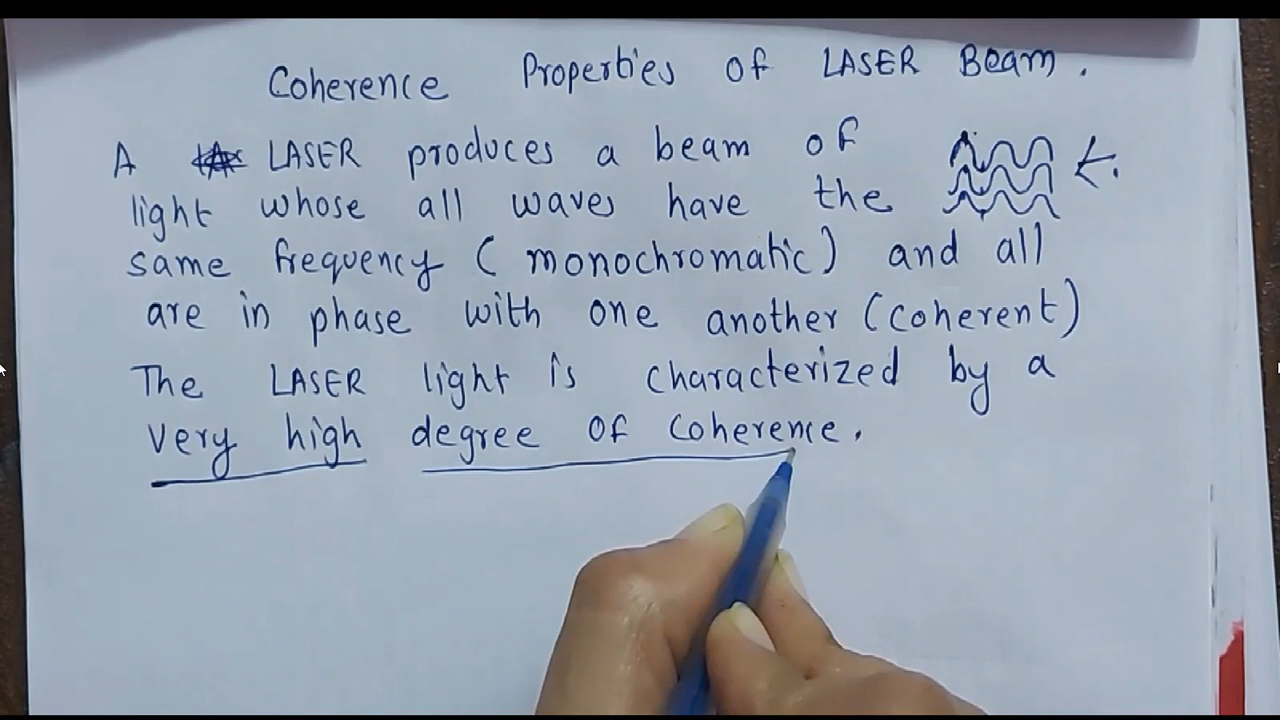 Coherence Properties of LASER Beam.
A LASER produces a beam of
light whose all waves have the
same frequency (monochromatic) and all
are in phase with one another (coherent)
The LASER light is characterized by a
very high degree of coherence.